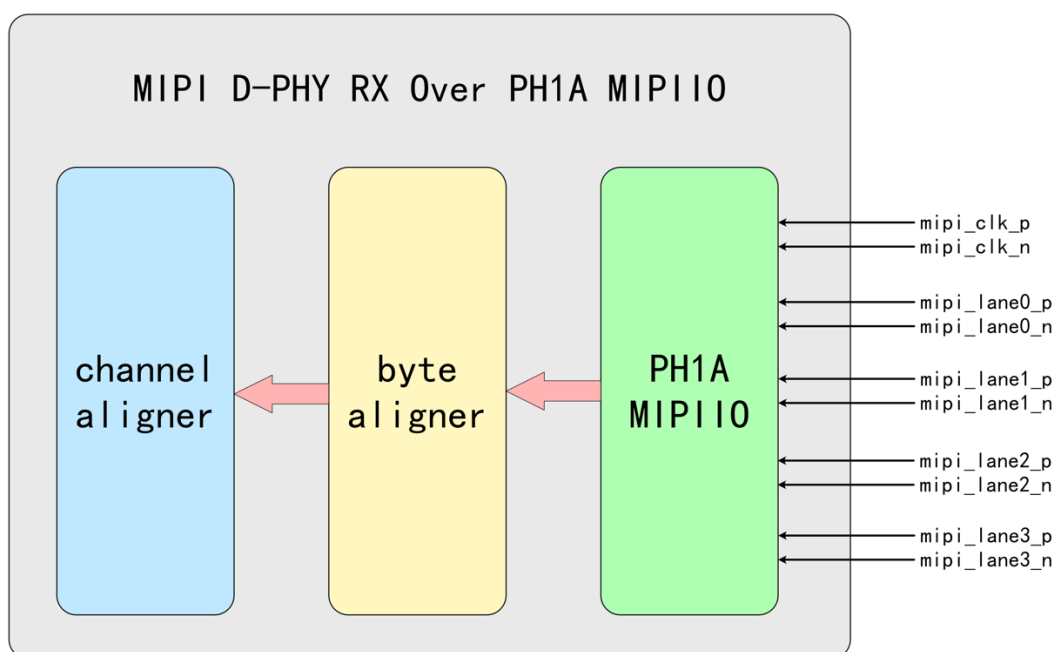 MIPI D-PHY RX Over PH1A MIPIIO
channel
aligner
byte
aligner
PH1A
MIPIIO
mipi_clk_p
mipi_clk_n
mipi_lane0_p
mipi_lane0_n
mipi_lane1_p
mipi_lane1_n
mipi_lane2_p
mipi_lane2_n
mipi_lane3_p
mipi_lane3_n